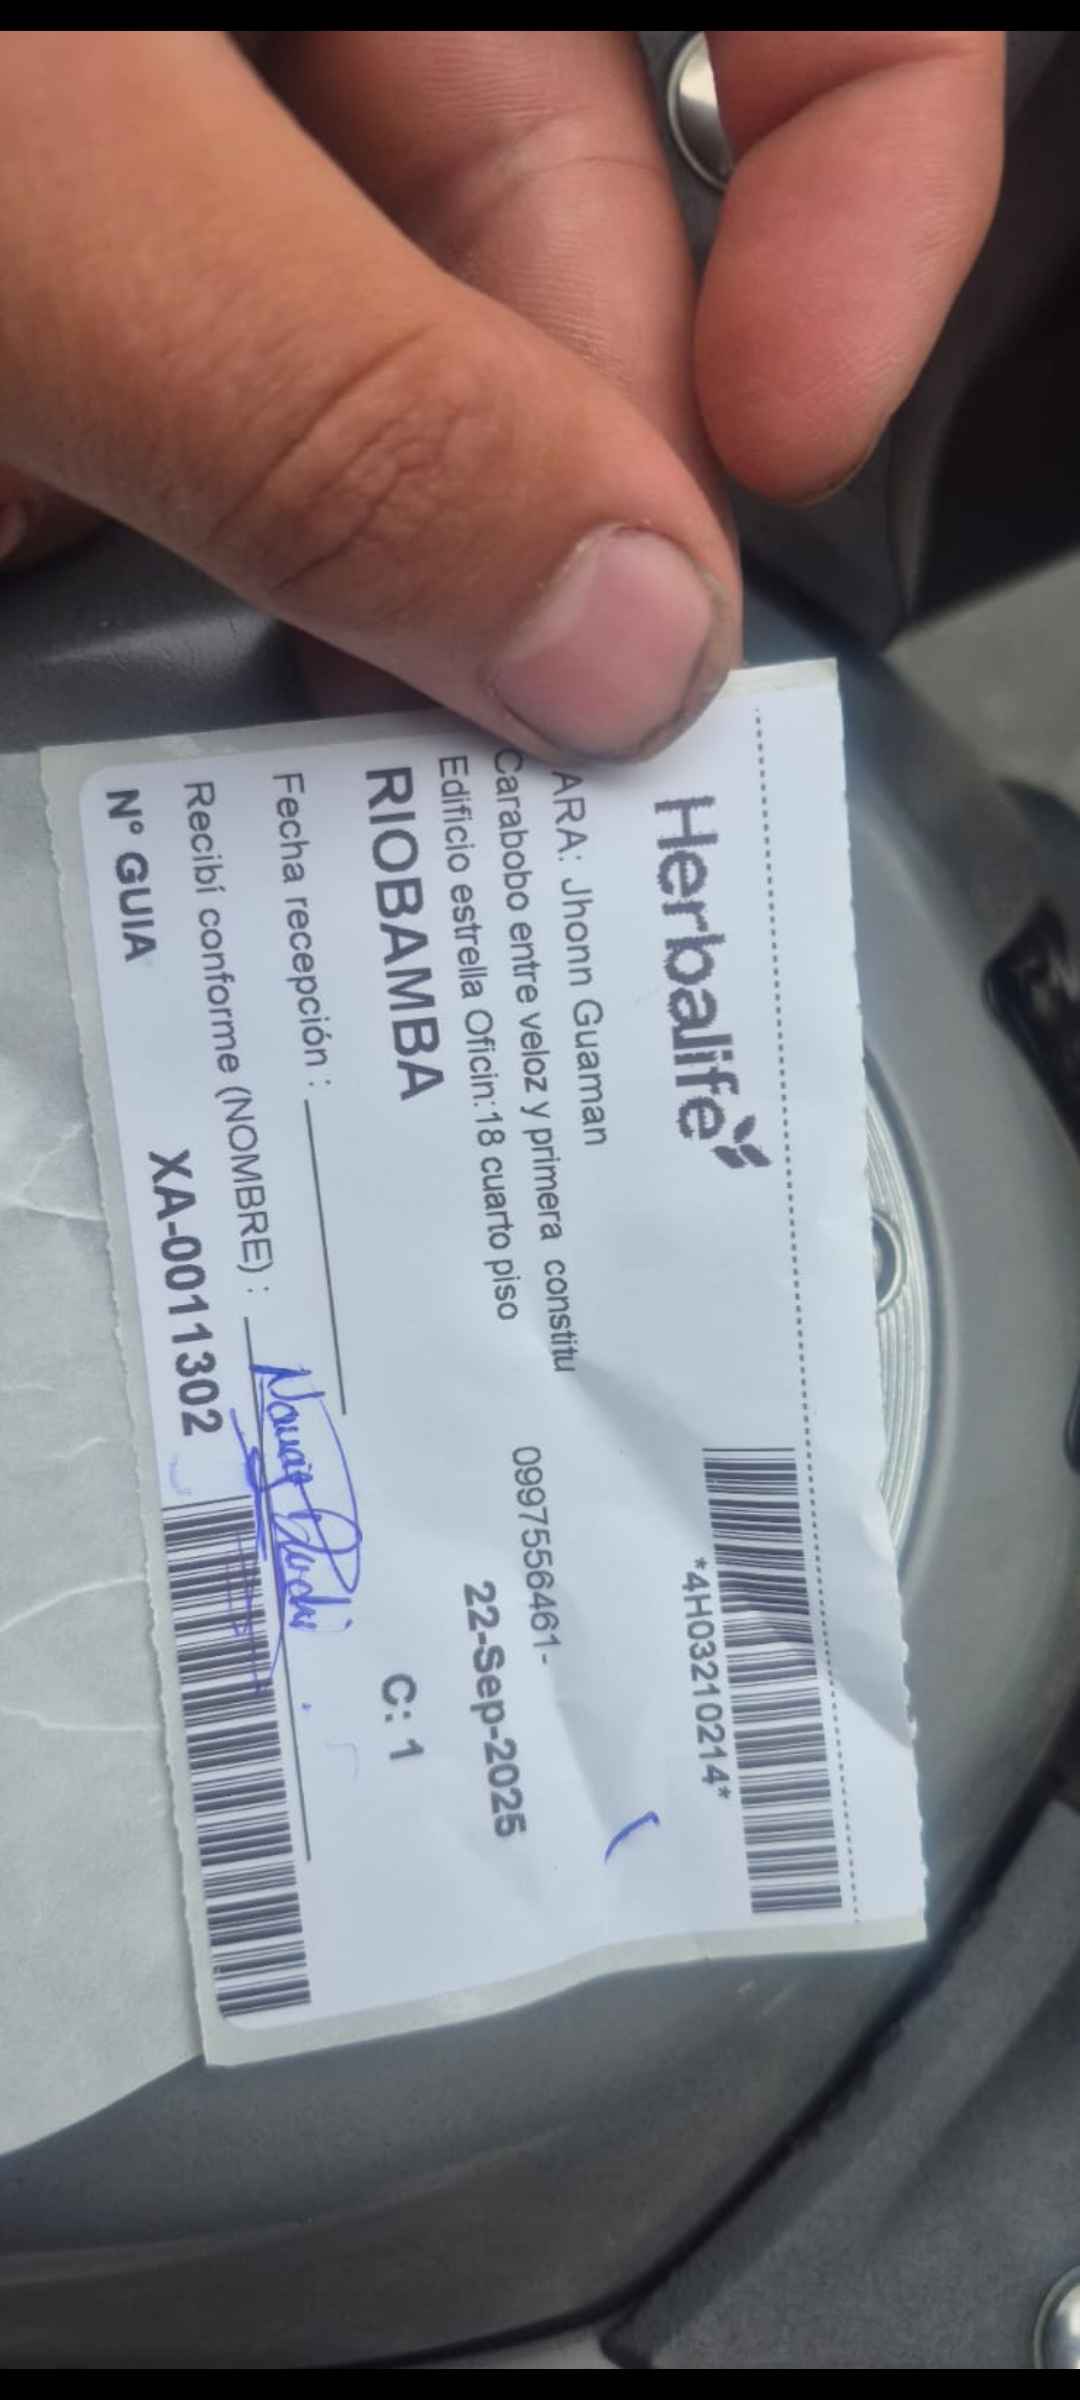 Herbalife
*4H03210214*
ARA: Jhonn Guaman
Carabobo entre veloz y primera constitu
0997556461-
Edificio estrella Oficin:18 cuarto piso
22-Sep-2025
RIOBAMBA
C: 1
Fecha recepción :
Recibí conforme (NOMBRE) :
N° GUIA XA-0011302